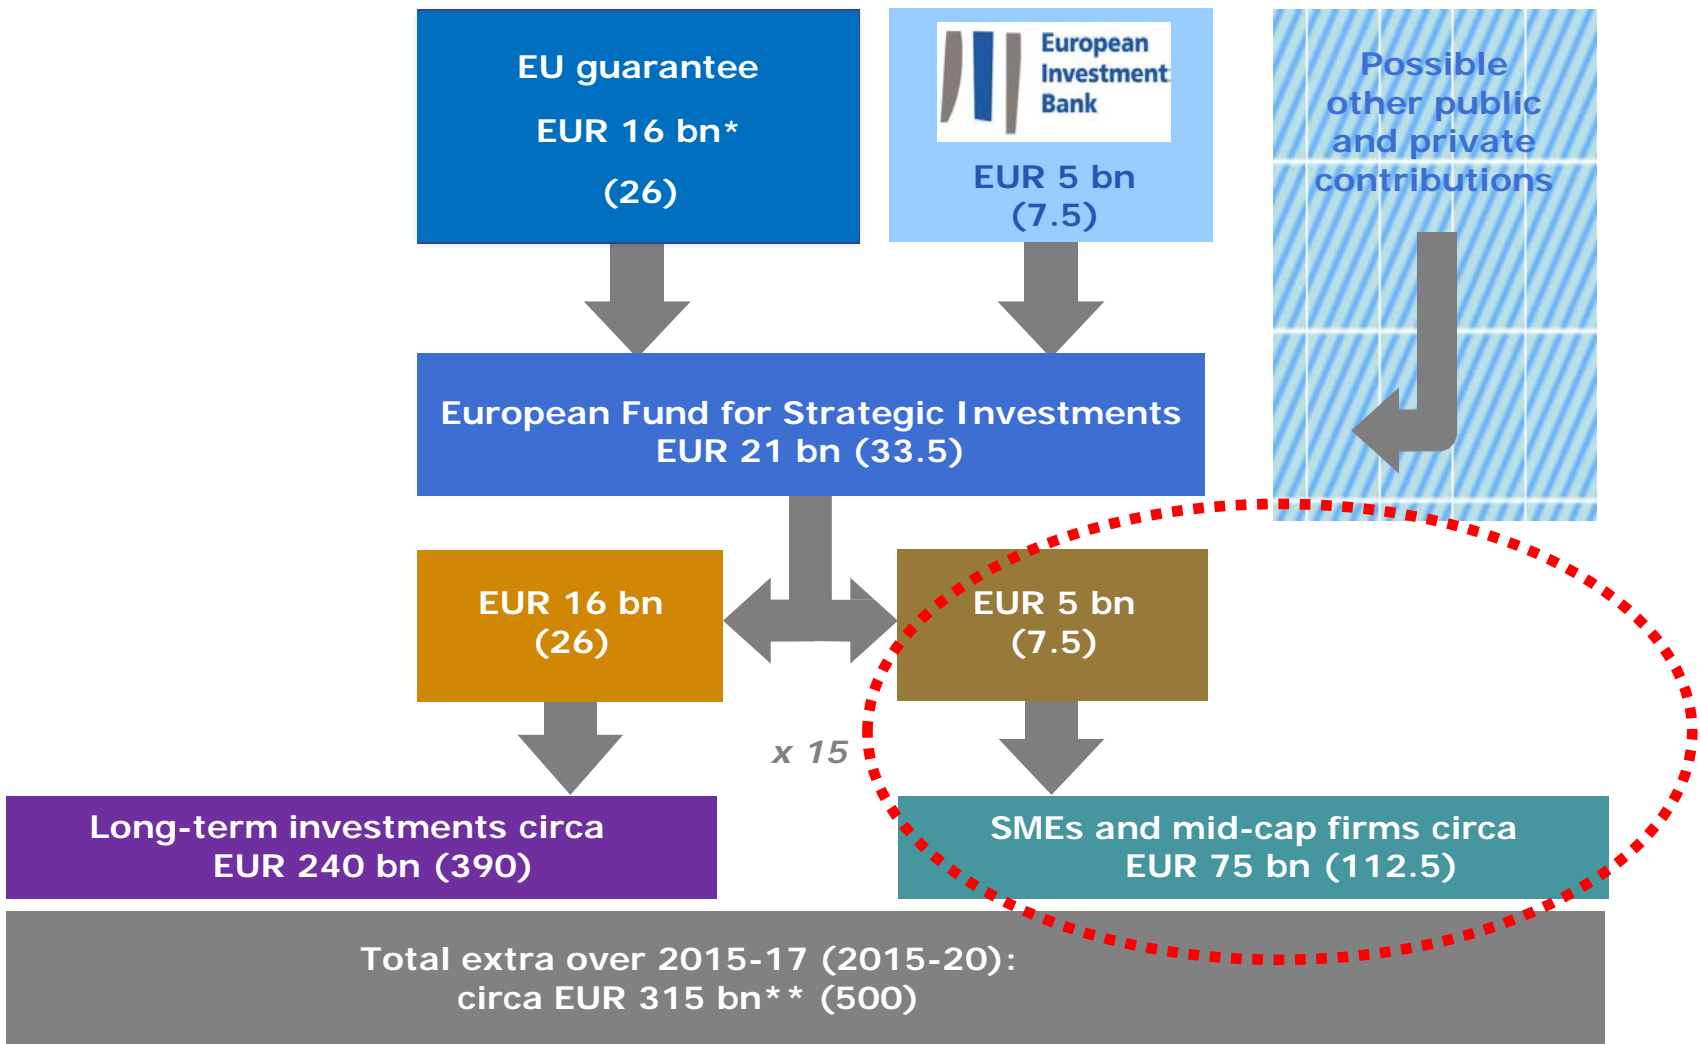 EU guarantee
EUR 16 bn*
(26)
European
Investment
Bank
EUR 5 bn
(7.5)
Possible
other public
and private
contributions
European Fund for Strategic Investments
EUR 21 bn (33.5)
EUR 16 bn
(26)
EUR 5 bn
(7.5)
x 15
Long-term investments circa
EUR 240 bn (390)
SMEs and mid-cap firms circa
EUR 75 bn (112.5)
Total extra over 2015-17 (2015-20):
circa EUR 315 bn** (500)